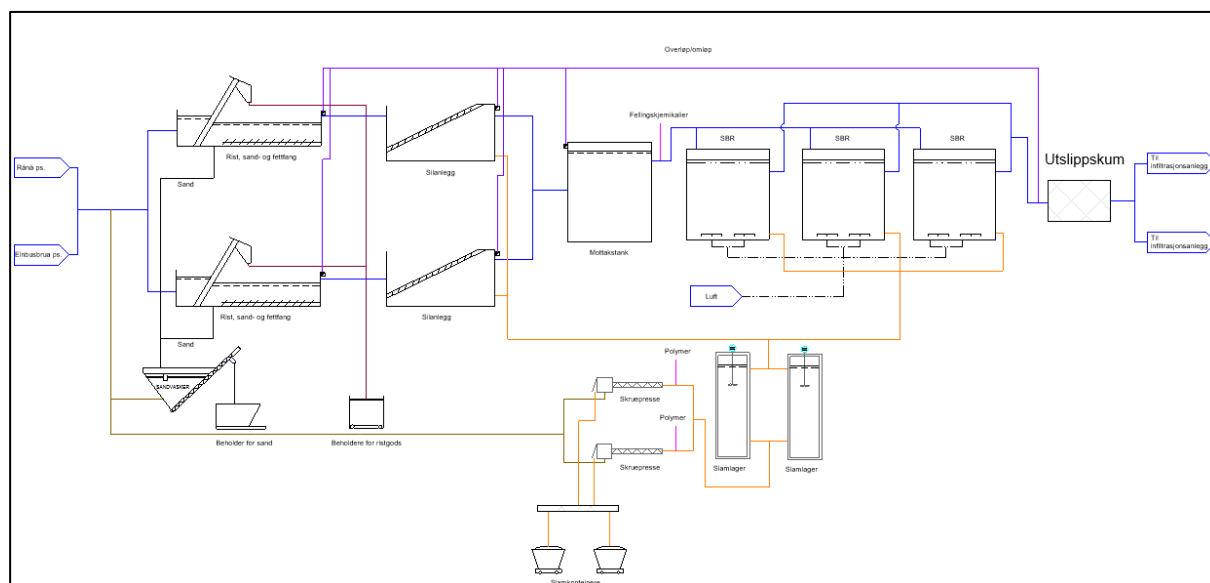 Overløp/omløp
Fellingskjemikalier
SBR
SBR
SBR
Utslippskum
Til
infiltrasjonsanlegg
Til
infiltrasjonsanlegg
Rånå ps.
Einbusbrua ps.
Rist, sand- og fettfang
Sand
Silanlegg
Mottakstank
Luft
Rist, sand- og fettfang
Sand
Silanlegg
SANDVASKER
Beholder for sand
Beholdere for ristgods
Polymer
Skruepresse
Polymer
Skruepresse
Slamlager
Slamlager
Slamkonteinere